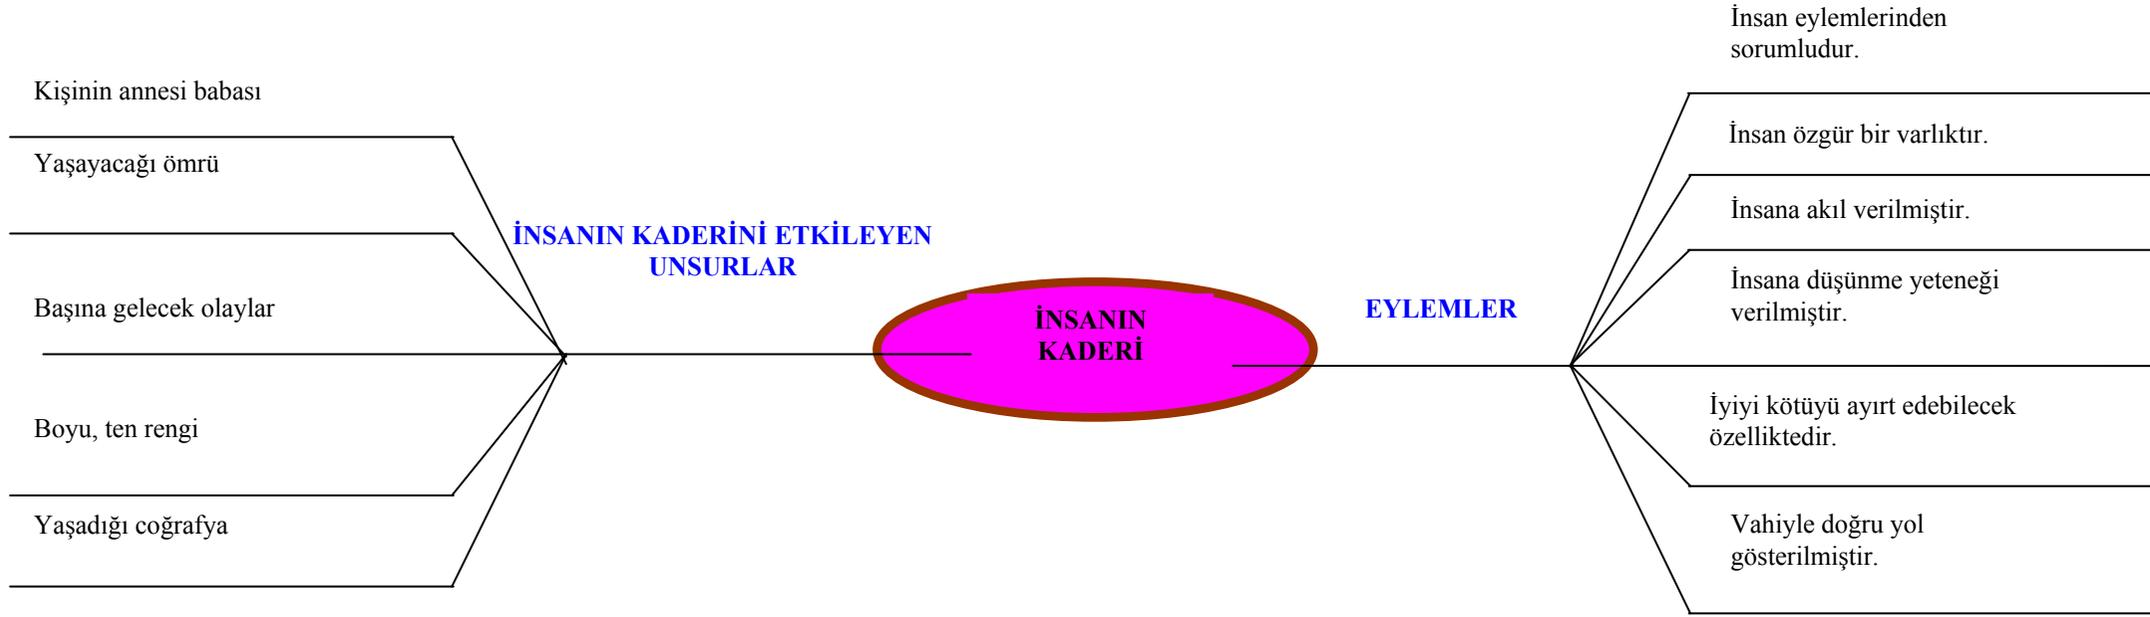 Kişinin annesi babası
Yaşayacağı ömrü
Başına gelecek olaylar
Boyu, ten rengi
Yaşadığı coğrafya
İNSANIN KADERİNİ ETKİLEYEN
UNSURLAR
İNSANIN
KADERİ
EYLEMLER
İnsan eylemlerinden
sorumludur.
İnsan özgür bir varlıktır.
İnsana akıl verilmiştir.
İnsana düşünme yeteneği
verilmiştir.
İyiyi kötüyü ayırt edebilecek
özelliktedir.
Vahiyle doğru yol
gösterilmiştir.